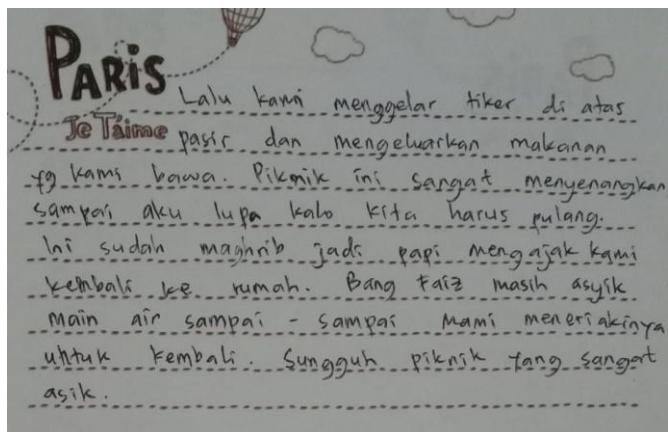 PARIS
Je T'aime
Lalu kami menggelar tiker di atas
pasir dan mengeluarkan makanan
yg kami bawa. Piknik ini sangat menyenangkan
sampai aku lupa kalo kita harus pulang.
Ini sudah maghrib jadi papi mengajak kami
kembali ke rumah. Bang Faiz masih asyik
main air sampai - sampai Mami meneriakinya
untuk kembali. Sungguh piknik yang sangat
asik.